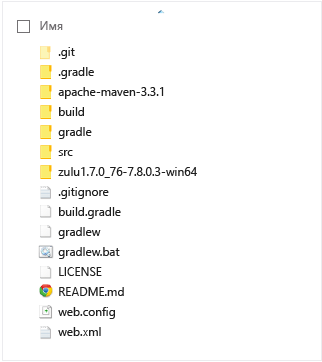 Имя
.git
.gradle
apache-maven-3.3.1
build
gradle
src
zulu1.7.0_76-7.8.0.3-win64
.gitignore
build.gradle
gradlew
gradlew.bat
LICENSE
README.md
web.config
web.xml